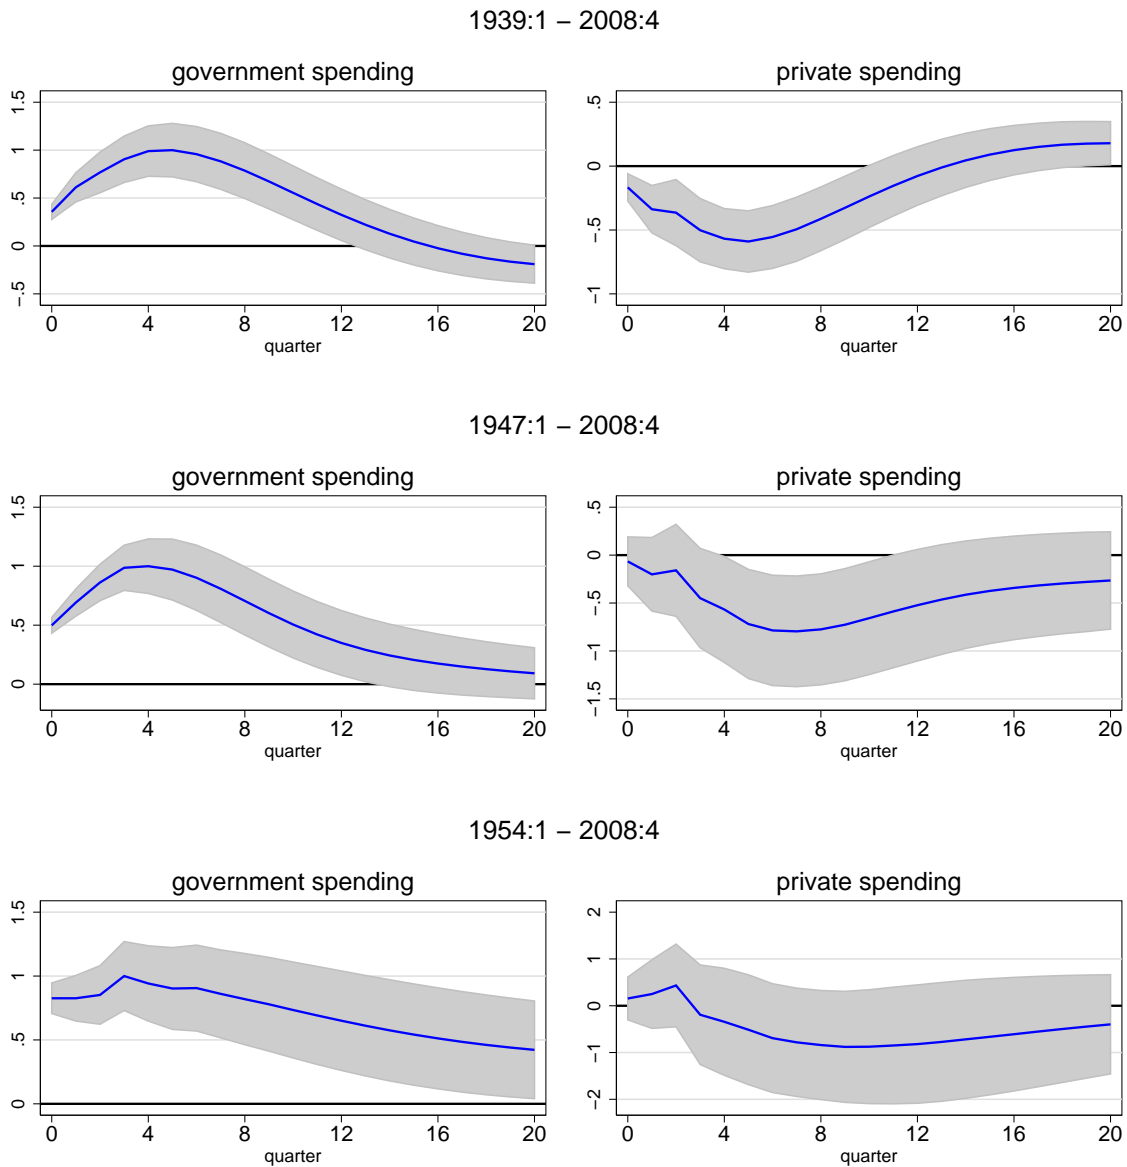 1939:1 – 2008:4
government spending
private spending
1.5
1
.5
0
–.5
0 4 8 12 16 20
quarter
.5
0
–.5
–1
0 4 8 12 16 20
quarter
1947:1 – 2008:4
government spending
private spending
1.5
1
.5
0
0 4 8 12 16 20
quarter
.5
0
–.5
–1
–1.5
0 4 8 12 16 20
quarter
1954:1 – 2008:4
government spending
private spending
1.5
1
.5
0
0 4 8 12 16 20
quarter
2
1
0
–1
–2
0 4 8 12 16 20
quarter